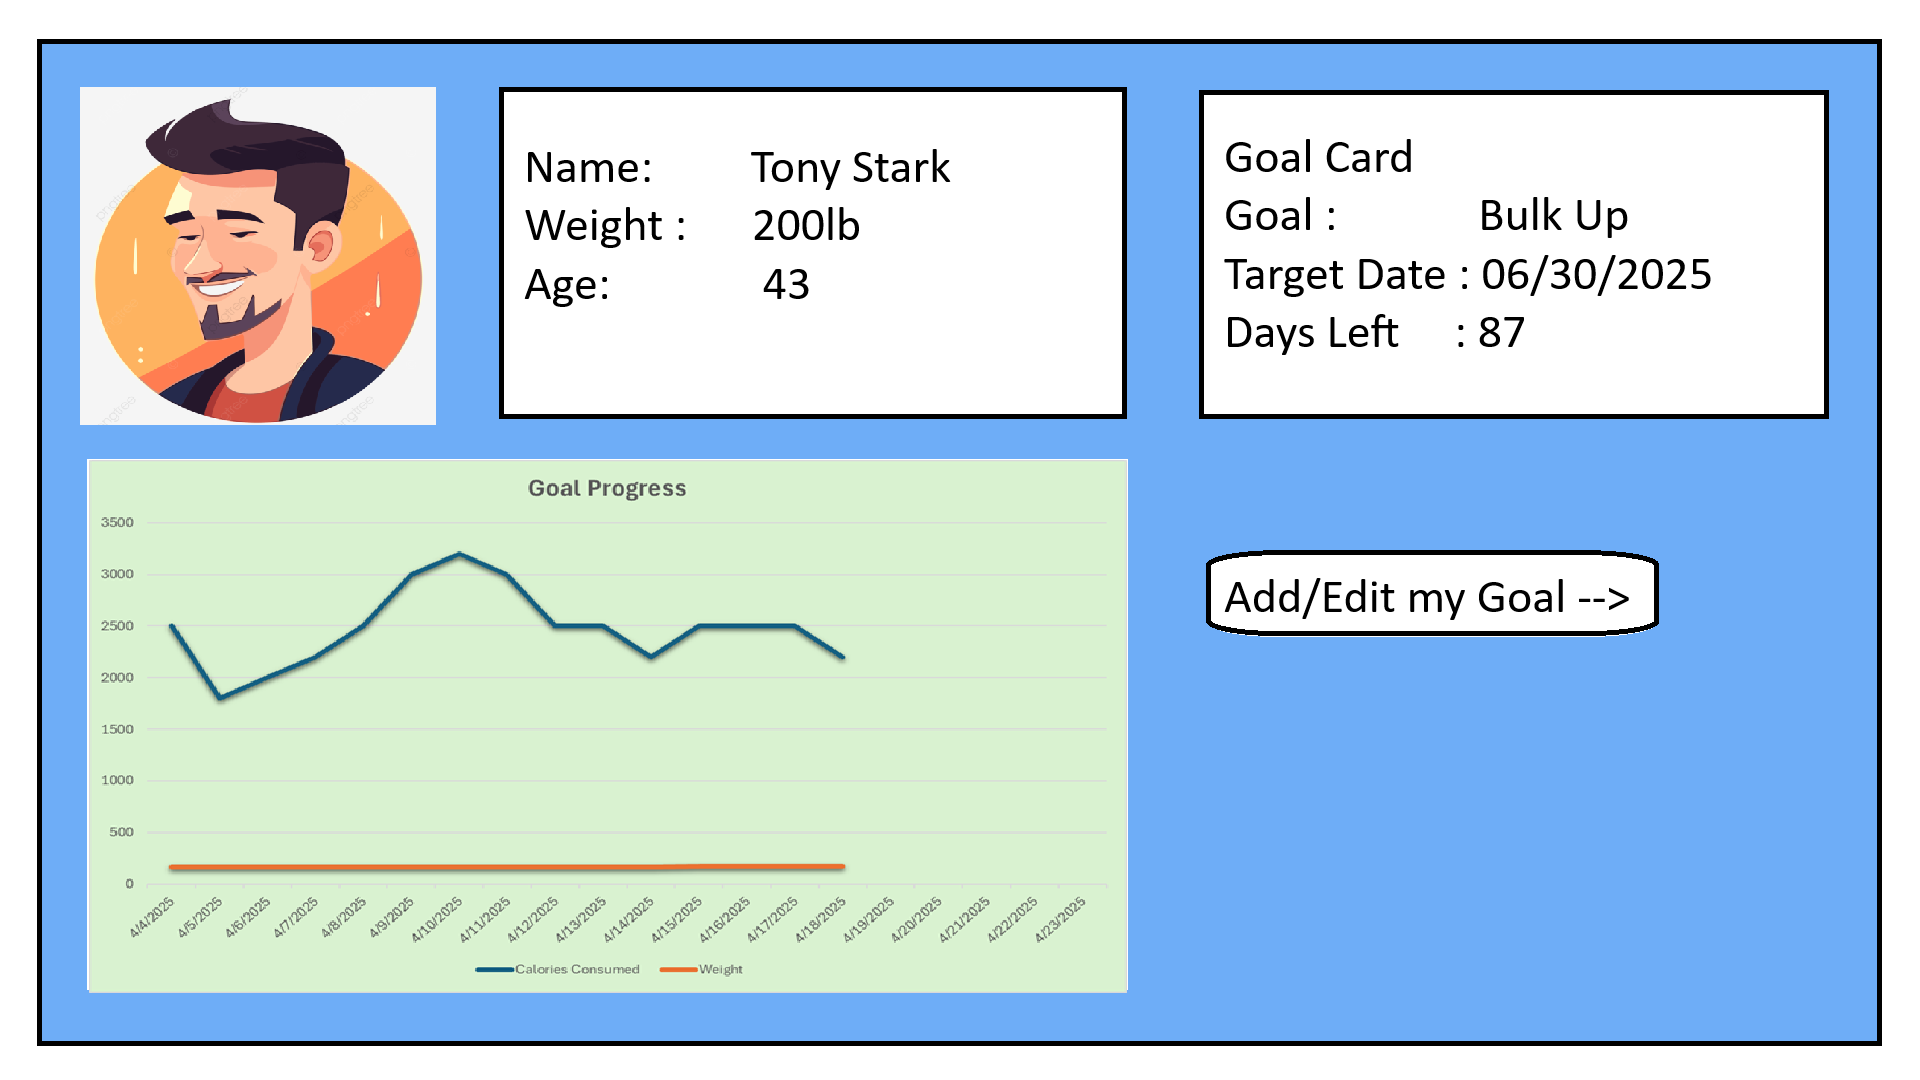 Name: Tony Stark
Weight : 200lb
Age: 43
Goal Card
Goal : Bulk Up
Target Date : 06/30/2025
Days Left : 87
Goal Progress
3500
3000
2500
2000
1500
1000
500
0
4/4/2025
4/5/2025
4/6/2025
4/7/2025
4/8/2025
4/9/2025
4/10/2025
4/11/2025
4/12/2025
4/13/2025
4/14/2025
4/15/2025
4/16/2025
4/17/2025
4/18/2025
4/19/2025
4/20/2025
4/21/2025
4/22/2025
4/23/2025
Calories Consumed Weight
Add/Edit my Goal -->